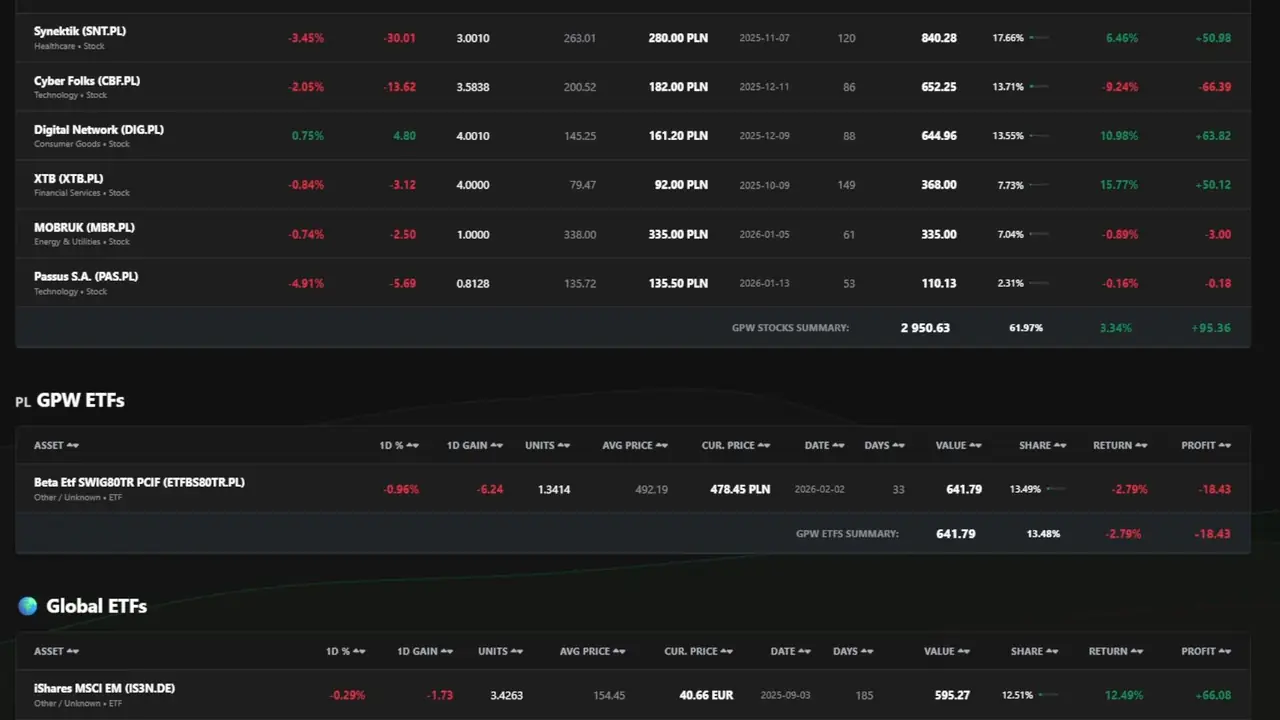 Synektik (SNT.PL) -3.45% -30.01 3.0010 263.01 280.00 PLN 2025-11-07 120 840.28 17.66% 6.46% +50.98
Healthcare • Stock
Cyber Folks (CBF.PL) -2.05% -13.62 3.5838 200.52 182.00 PLN 2025-12-11 86 652.25 13.71% -9.24% -66.39
Technology • Stock
Digital Network (DIG.PL) 0.75% 4.80 4.0010 145.25 161.20 PLN 2025-12-09 88 644.96 13.55% 10.98% +63.82
Consumer Goods • Stock
XTB (XTB.PL) -0.84% -3.12 4.0000 79.47 92.00 PLN 2025-10-09 149 368.00 7.73% 15.77% +50.12
Financial Services • Stock
MOBRUK (MBR.PL) -0.74% -2.50 1.0000 338.00 335.00 PLN 2026-01-05 61 335.00 7.04% -0.89% -3.00
Energy & Utilities • Stock
Passus S.A. (PAS.PL) -4.91% -5.69 0.8128 135.72 135.50 PLN 2026-01-13 53 110.13 2.31% -0.16% -0.18
Technology • Stock
GPW STOCKS SUMMARY: 2 950.63 61.97% 3.34% +95.36
PL GPW ETFs
ASSET 1D % 1D GAIN UNITS AVG PRICE CUR. PRICE DATE DAYS VALUE SHARE RETURN PROFIT
Beta Etf SWIG80TR PCIF (ETFBS80TR.PL) -0.96% -6.24 1.3414 492.19 478.45 PLN 2026-02-02 33 641.79 13.49% -2.79% -18.43
Other / Unknown • ETF
GPW ETFS SUMMARY: 641.79 13.48% -2.79% -18.43
Global ETFs
ASSET 1D % 1D GAIN UNITS AVG PRICE CUR. PRICE DATE DAYS VALUE SHARE RETURN PROFIT
iShares MSCI EM (IS3N.DE) -0.29% -1.73 3.4263 154.45 40.66 EUR 2025-09-03 185 595.27 12.51% 12.49% +66.08
Other / Unknown • ETF